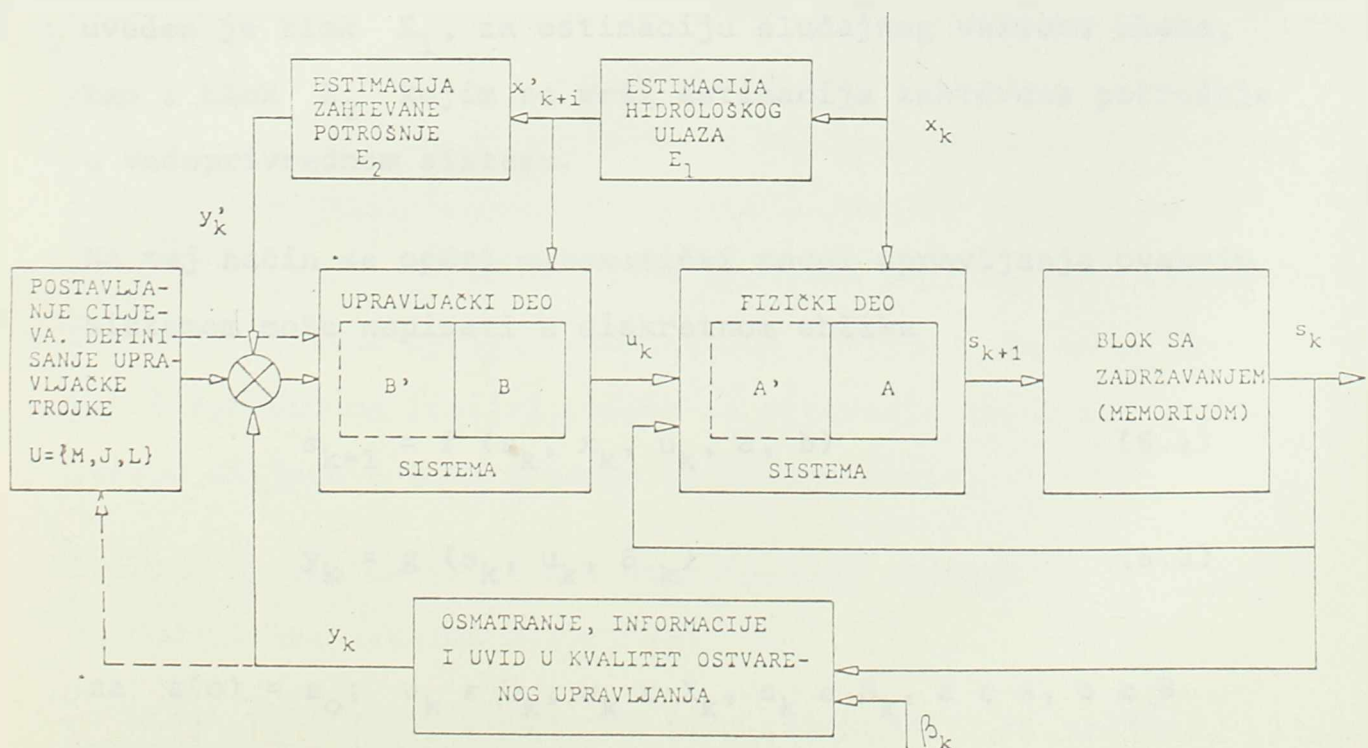 ESTIMACIJA
ZAHTEVANE
POTROŠNJE
E₂
x'ₖ₊ᵢ
ESTIMACIJA
HIDROLOŠKOG
ULAZA
E₁
xₖ
y'ₖ
POSTAVLJA-
NJE CILJE-
VA. DEFINI
SANJE UPRA-
VLJAČKE
TROJKE
U={M,J,L}
UPRAVLJAČKI DEO
B' B
SISTEMA
uₖ
FIZIČKI DEO
A' A
SISTEMA
sₖ₊₁
BLOK SA
ZADRŽAVANJEM
(MEMORIJOM)
sₖ
yₖ
OSMATRANJE, INFORMACIJE
I UVID U KVALITET OSTVARE-
NOG UPRAVLJANJA
βₖ